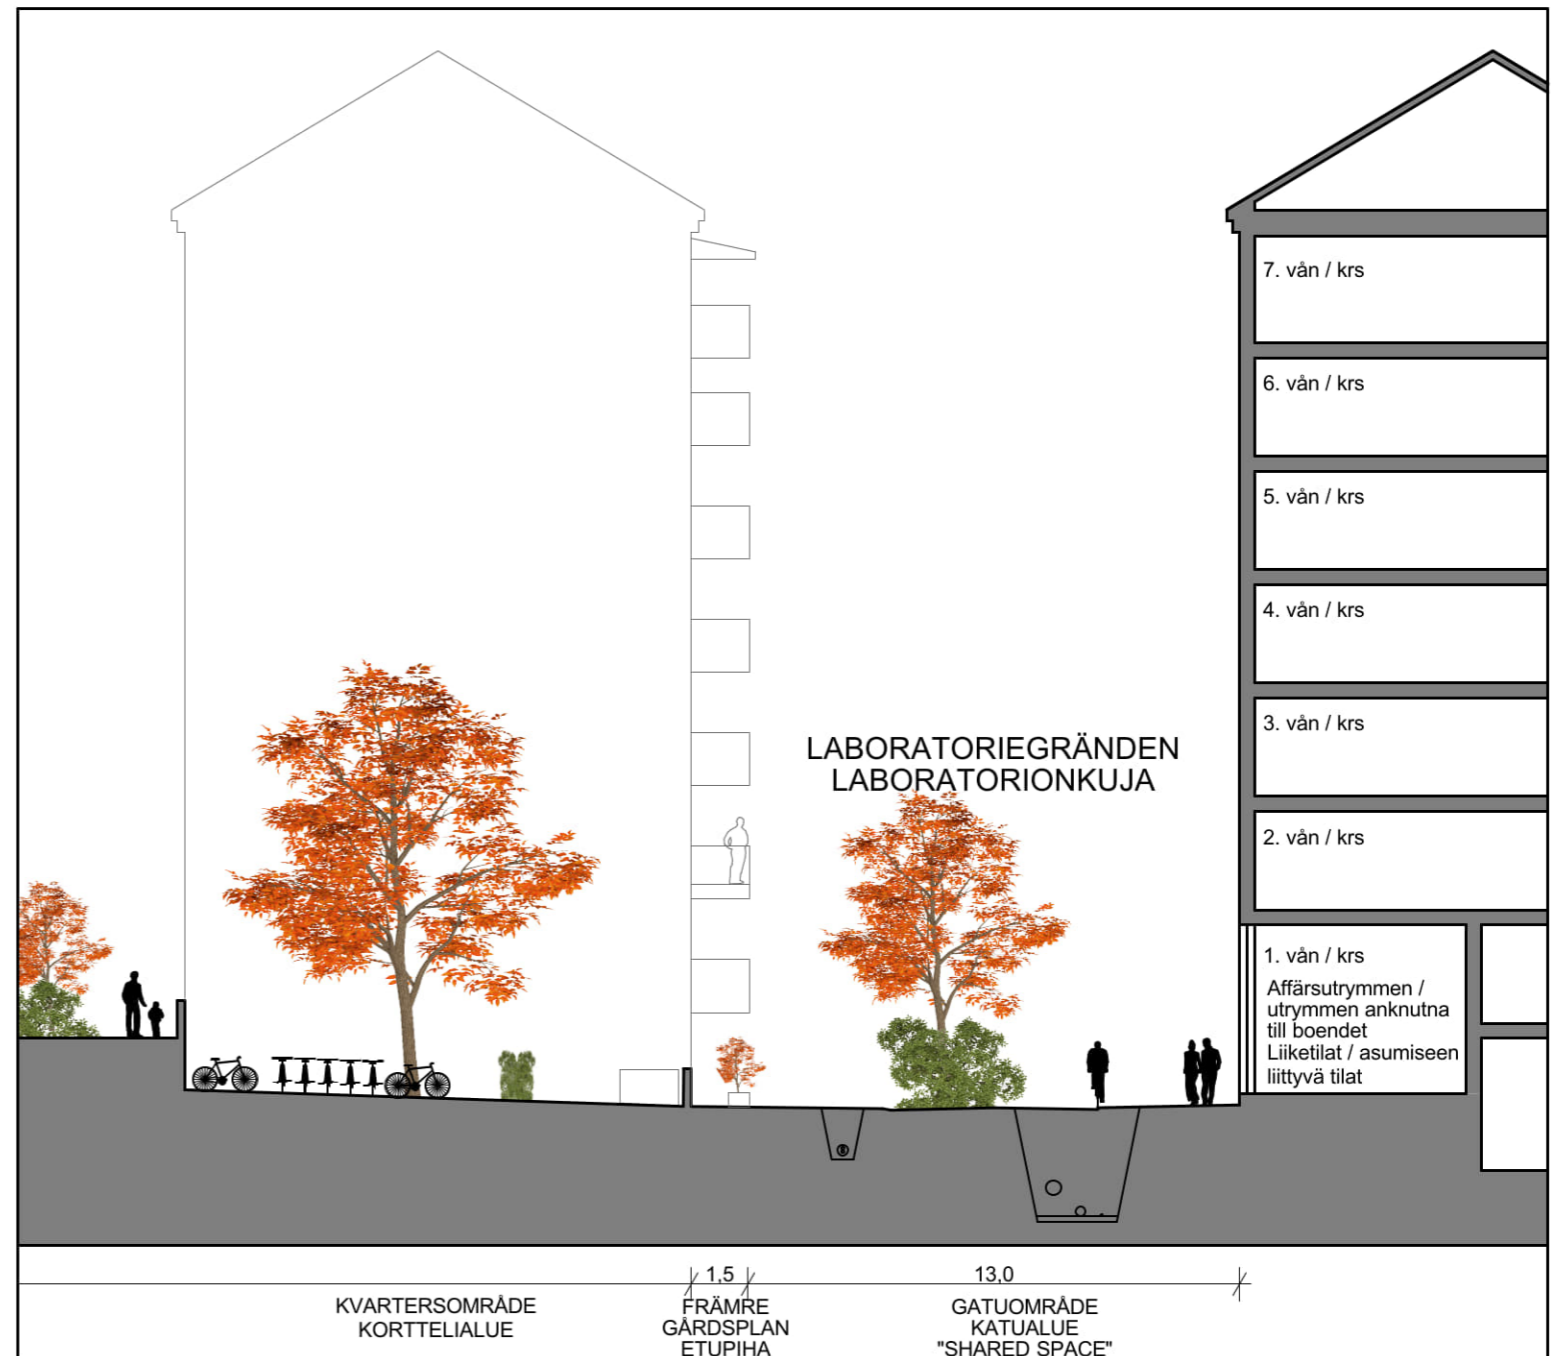 7. vån / krs
6. vån / krs
5. vån / krs
4. vån / krs
3. vån / krs
2. vån / krs
LABORATORIEGRÄNDEN
LABORATORIONKUJA
1. vån / krs
Affärsutrymmen /
utrymmen anknutna
till boendet
Liiketilat / asumiseen
liittyvä tilat
1,5
13,0
KVARTERSOMRÅDE
KORTTELIALUE
FRÄMRE
GÅRDSPLAN
ETUPIHA
GATUOMRÅDE
KATUALUE
"SHARED SPACE"